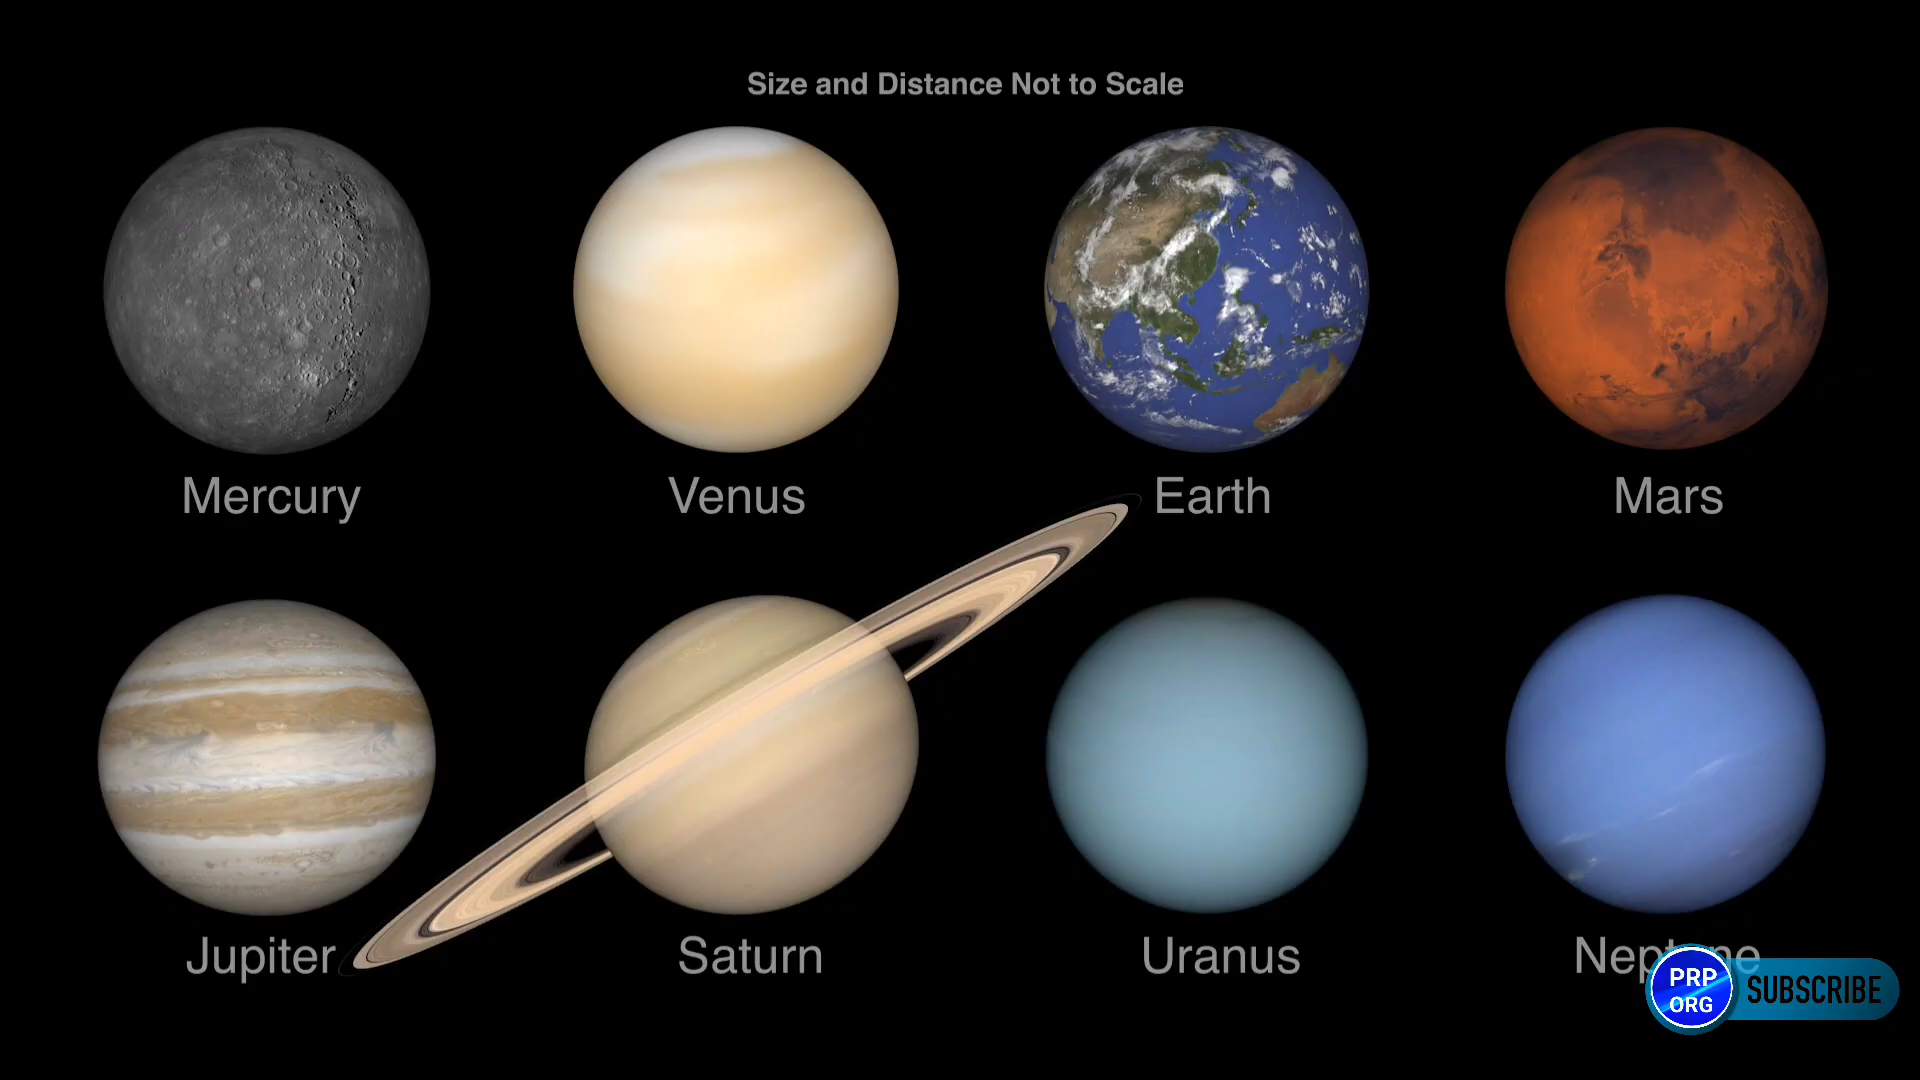 Size and Distance Not to Scale
Mercury
Venus
Earth
Mars
Jupiter
Saturn
Uranus
PRP
ORG
SUBSCRIBE